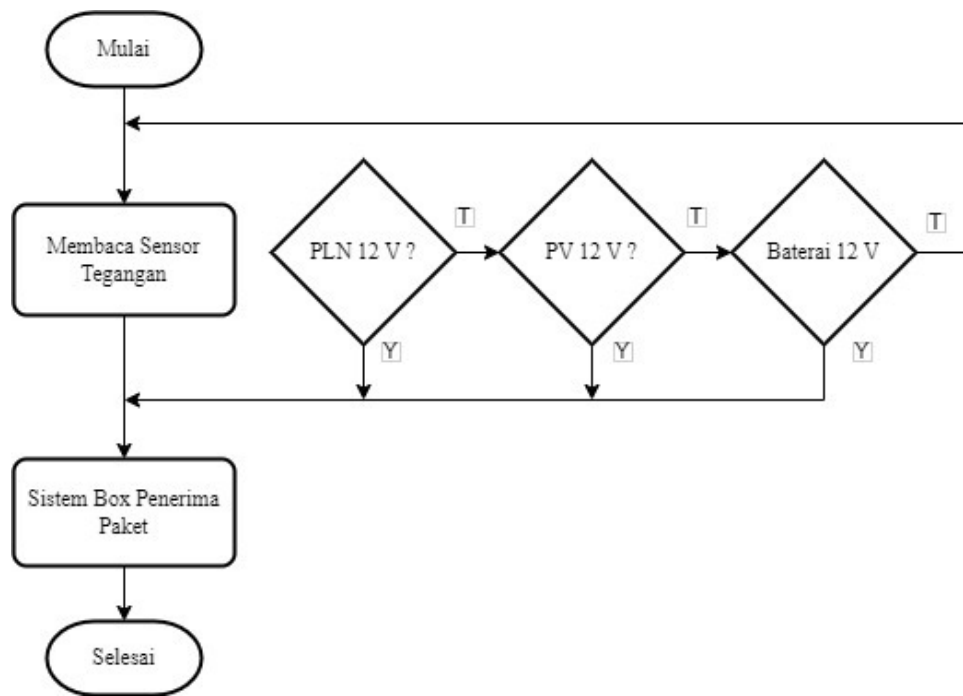 Mulai
Membaca Sensor
Tegangan
PLN 12 V ?
T
PV 12 V ?
T
Baterai 12 V
T
Y
Y
Y
Sistem Box Penerima
Paket
Selesai